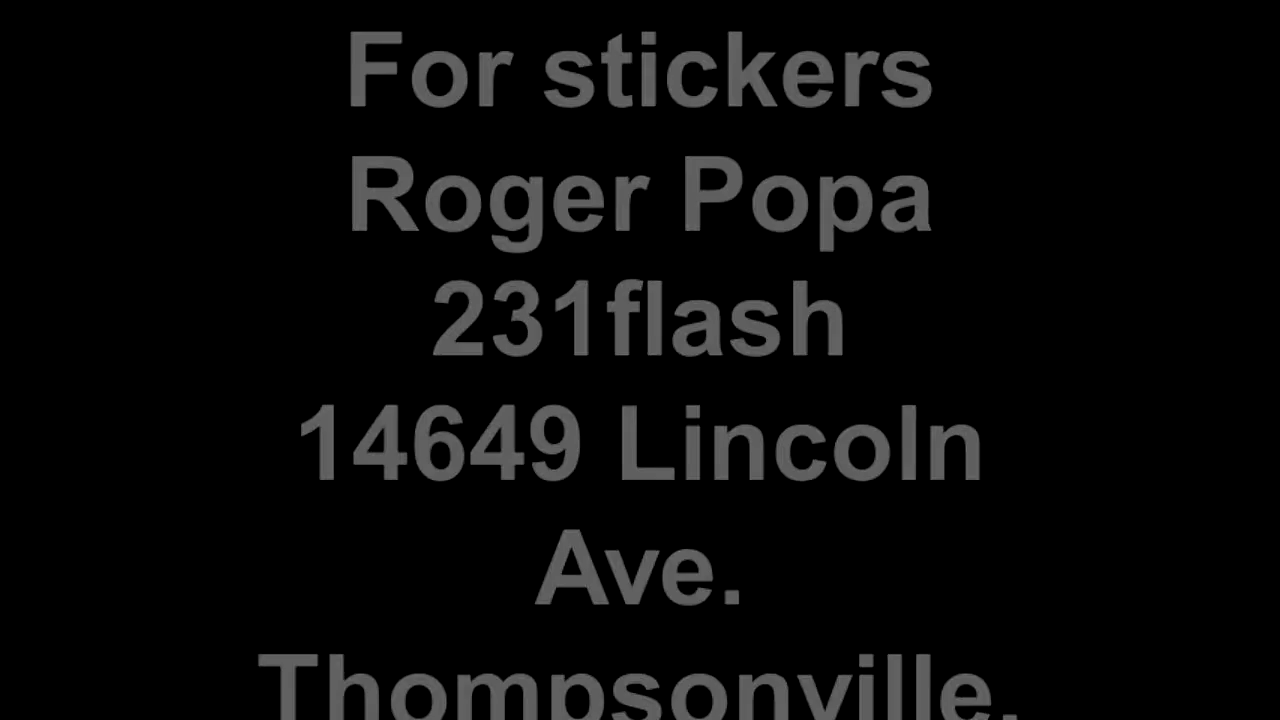 For stickers
Roger Popa
231flash
14649 Lincoln
Ave.
Thompsonville,